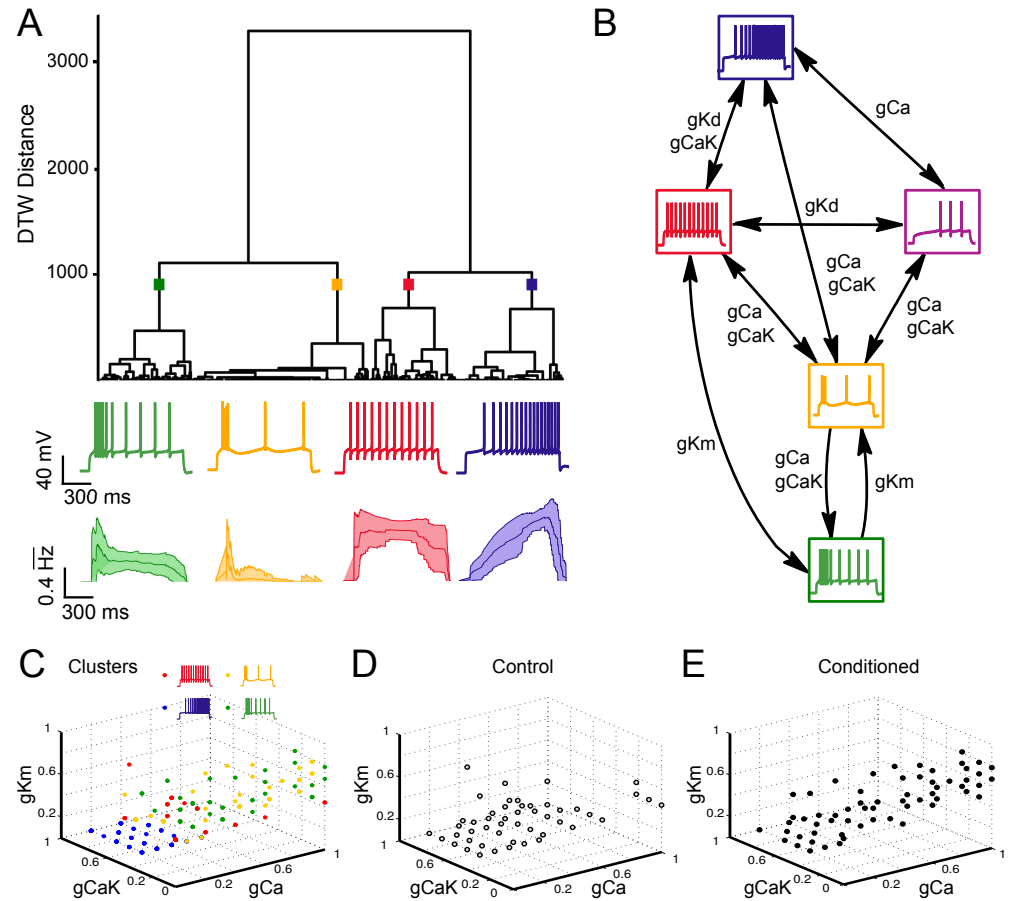 A
B
3000
2000
1000
DTW Distance
40 mV
300 ms
0.4 Hz
300 ms
gKd
gCaK
gCa
gKd
gCa
gCaK
gCa
gCaK
gCa
gCaK
gKm
gCa
gCaK
gKm
C Clusters
1
0.6
0.2
1
gKm
0.6
0.2
0
gCaK
0.2
0.6
1
gCa
D Control
1
0.6
0.2
1
gKm
0.6
0.2
0
gCaK
0.2
0.6
1
gCa
E Conditioned
1
0.6
0.2
1
gKm
0.6
0.2
0
gCaK
0.2
0.6
1
gCa